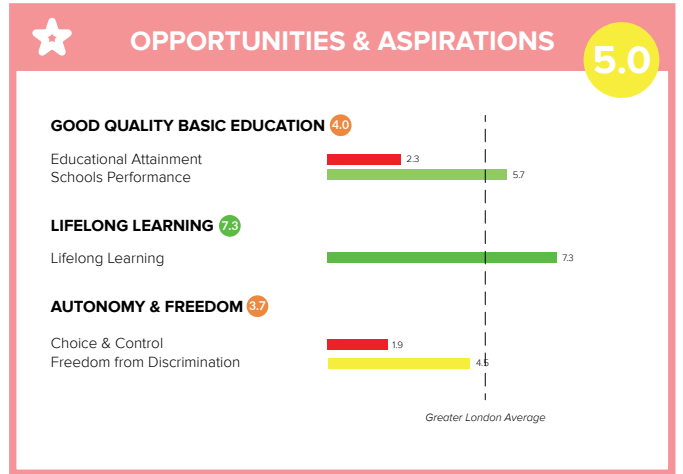 OPPORTUNITIES & ASPIRATIONS
5.0
GOOD QUALITY BASIC EDUCATION 4.0
Educational Attainment 2.3
Schools Performance 5.7
LIFELONG LEARNING 7.3
Lifelong Learning 7.3
AUTONOMY & FREEDOM 3.7
Choice & Control 1.9
Freedom from Discrimination 4.5
Greater London Average